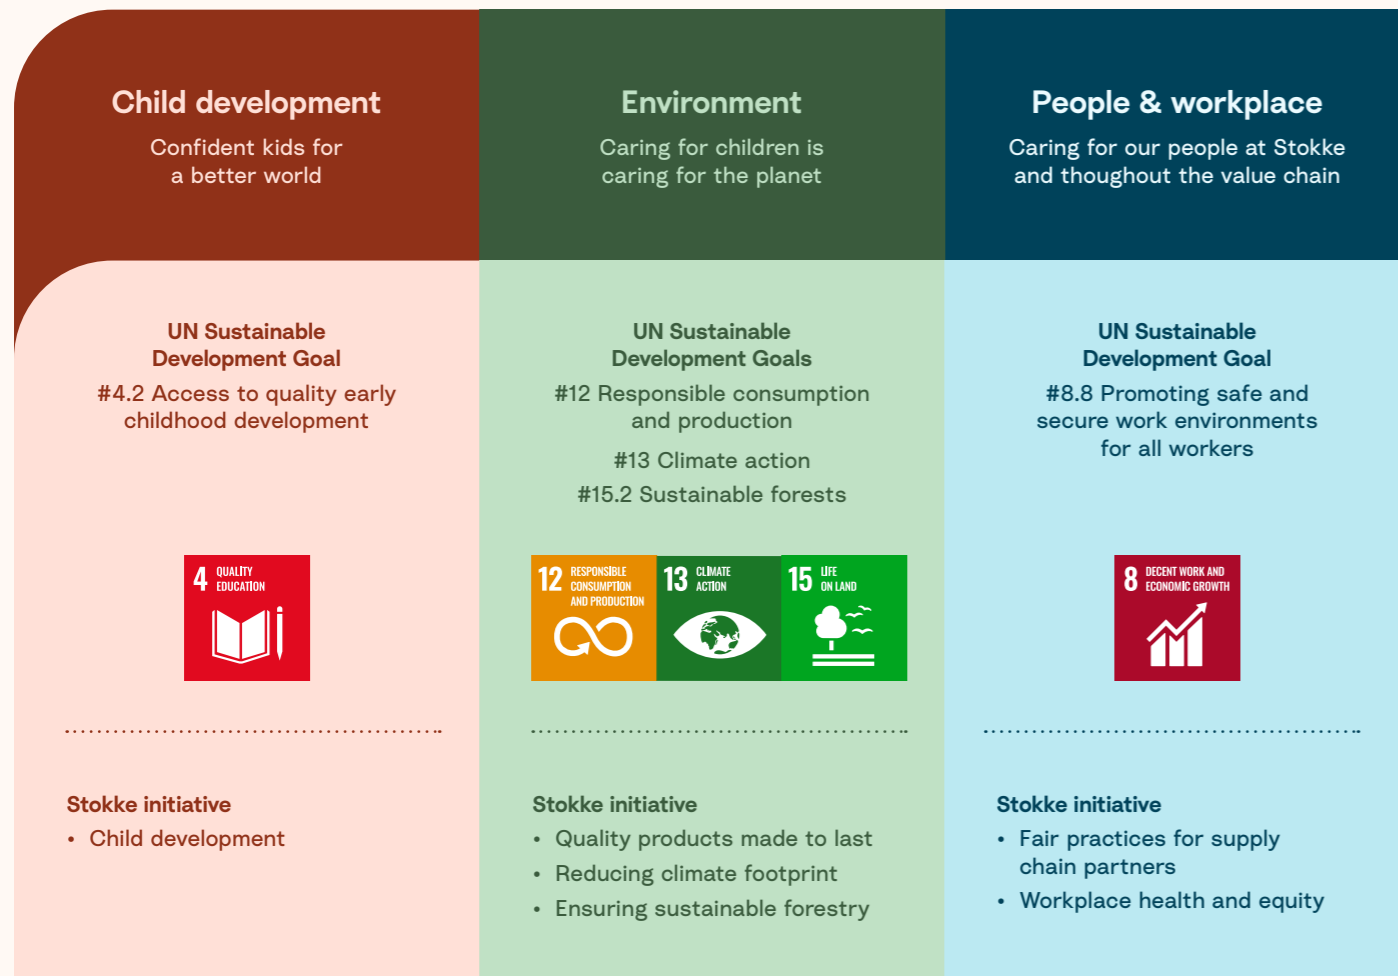 Child development
Confident kids for
a better world
UN Sustainable
Development Goal
#4.2 Access to quality early
childhood development
4 QUALITY
EDUCATION
Stokke initiative
• Child development
Environment
Caring for children is
caring for the planet
UN Sustainable
Development Goals
#12 Responsible consumption
and production
#13 Climate action
#15.2 Sustainable forests
12 RESPONSIBLE
CONSUMPTION
AND PRODUCTION
13 CLIMATE
ACTION
15 LIFE
ON LAND
Stokke initiative
• Quality products made to last
• Reducing climate footprint
• Ensuring sustainable forestry
People & workplace
Caring for our people at Stokke
and thoughout the value chain
UN Sustainable
Development Goal
#8.8 Promoting safe and
secure work environments
for all workers
8 DECENT WORK AND
ECONOMIC GROWTH
Stokke initiative
• Fair practices for supply
chain partners
• Workplace health and equity